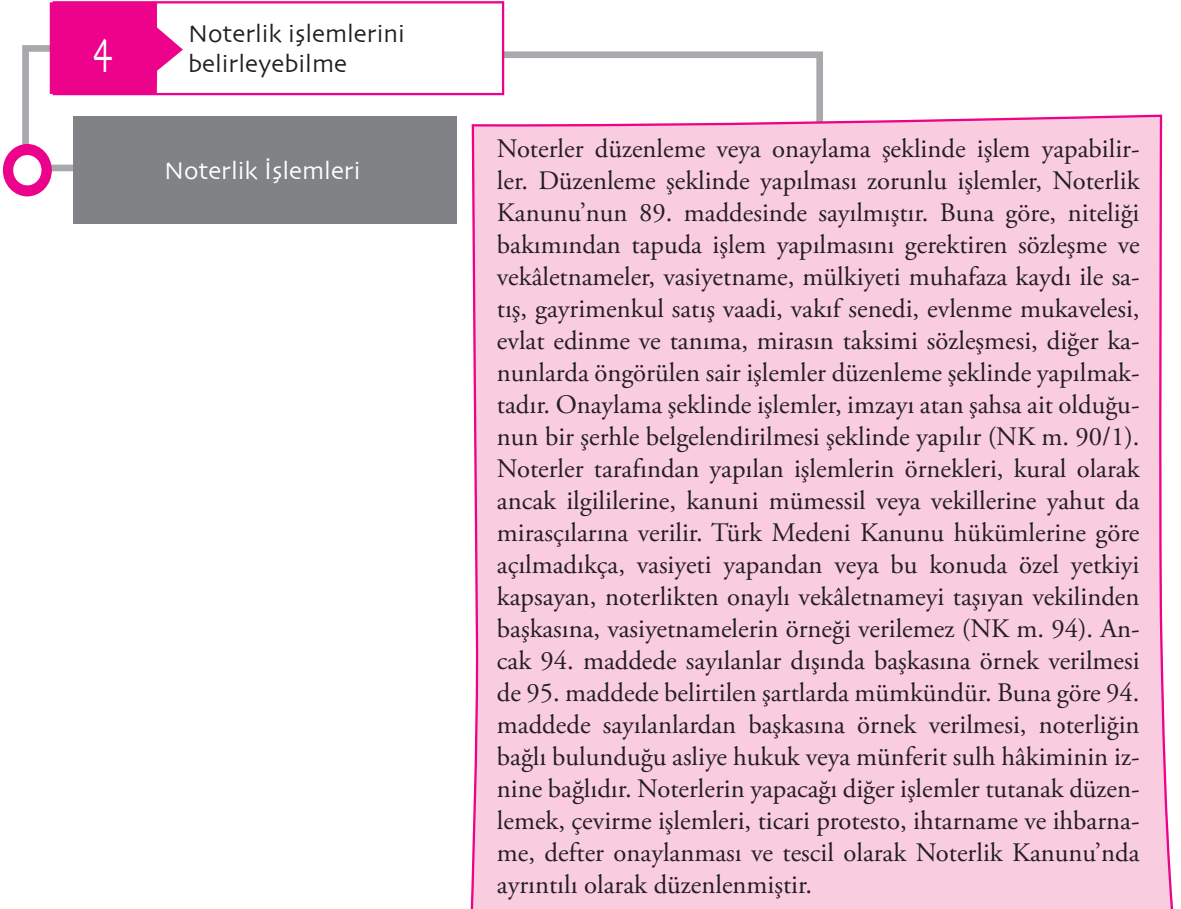 4
Noterlik işlemlerini
belirleyebilme
Noterlik İşlemleri
Noterler düzenleme veya onaylama şeklinde işlem yapabilir-
ler. Düzenleme şeklinde yapılması zorunlu işlemler, Noterlik
Kanunu’nun 89. maddesinde sayılmıştır. Buna göre, niteliği
bakımından tapuda işlem yapılmasını gerektiren sözleşme ve
vekâletnameler, vasiyetname, mülkiyeti muhafaza kaydı ile sa-
tış, gayrimenkul satış vaadi, vakıf senedi, evlenme mukavelesi,
evlat edinme ve tanıma, mirasın taksimi sözleşmesi, diğer ka-
nunlarda öngörülen sair işlemler düzenleme şeklinde yapılmak-
tadır. Onaylama şeklinde işlemler, imzayı atan şahsa ait olduğu-
nun bir şerhle belgelendirilmesi şeklinde yapılır (NK m. 90/1).
Noterler tarafından yapılan işlemlerin örnekleri, kural olarak
ancak ilgililerine, kanuni mümessil veya vekillerine yahut da
mirasçılarına verilir. Türk Medeni Kanunu hükümlerine göre
açılmadıkça, vasiyeti yapandan veya bu konuda özel yetkiyi
kapsayan, noterlikten onaylı vekâletnameyi taşıyan vekilinden
başkasına, vasiyetnamelerin örneği verilemez (NK m. 94). An-
cak 94. maddede sayılanlar dışında başkasına örnek verilmesi
de 95. maddede belirtilen şartlarda mümkündür. Buna göre 94.
maddede sayılanlardan başkasına örnek verilmesi, noterliğin
bağlı bulunduğu asliye hukuk veya münferit sulh hâkiminin iz-
nine bağlıdır. Noterlerin yapacağı diğer işlemler tutanak düzen-
lemek, çevirme işlemleri, ticari protesto, ihtarname ve ihbarna-
me, defter onaylanması ve tescil olarak Noterlik Kanunu’nda
ayrıntılı olarak düzenlenmiştir.